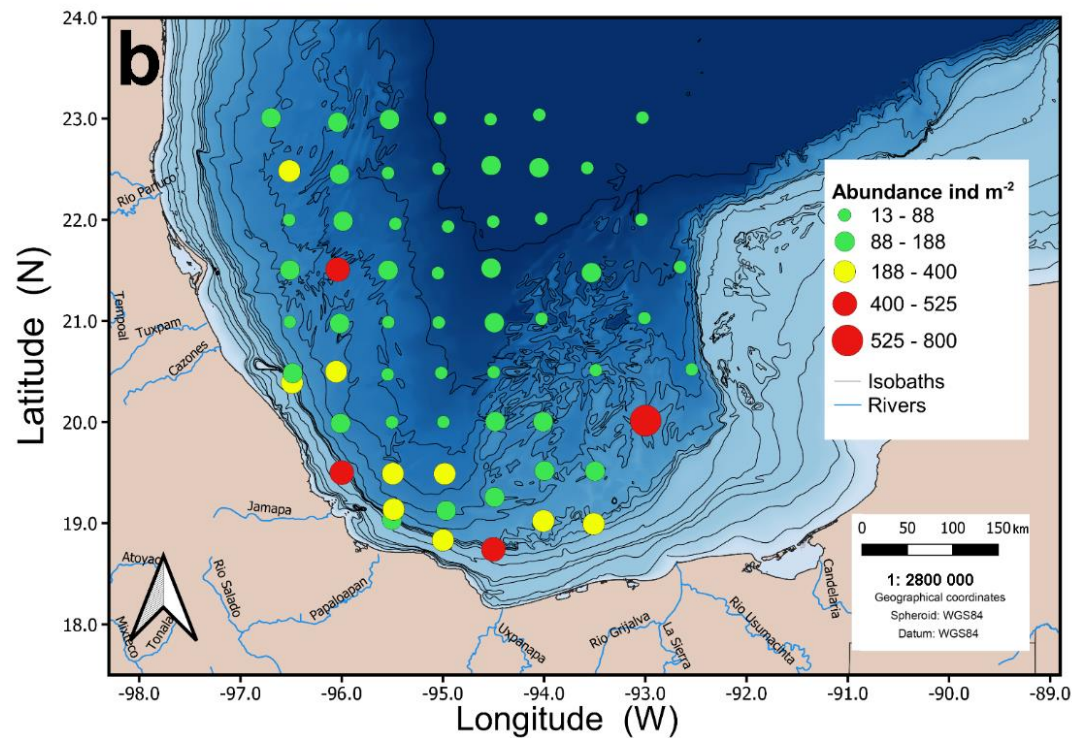 b
24.0
23.0
22.0
21.0
20.0
19.0
18.0
Latitude (N)
-98.0
-97.0
-96.0
-95.0
-94.0
-93.0
-92.0
-91.0
-90.0
-89.0
Longitude (W)
Rio Panuco
Tempoal
Tuxpam
Cazones
Jamapa
Atoyac
Rio Salado
Papaloapan
Mixteco
Tonala
Uxpanapa
Rio Grijalva
La Sierra
Rio Usumacinta
Candelaria
Abundance ind m-2
13 - 88
88 - 188
188 - 400
400 - 525
525 - 800
Isobaths
Rivers
0 50 100 150 km
1: 2800 000
Geographical coordinates
Spheroid: WGS84
Datum: WGS84